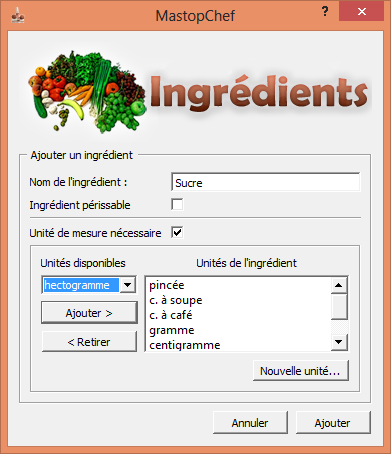 MastopChef
?
Ingrédients
Ajouter un ingrédient
Nom de l'ingrédient :
Sucre
Ingrédient périssable
Unité de mesure nécessaire
Unités disponibles
Unités de l'ingrédient
hectogramme
pincée
c. à soupe
Ajouter >
c. à café
gramme
< Retirer
centigramme
Nouvelle unité...
Annuler
Ajouter